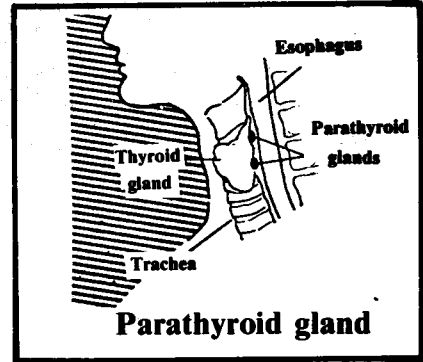 Esophagus
Parathyroid
glands
Thyroid
gland
Trachea
Parathyroid gland